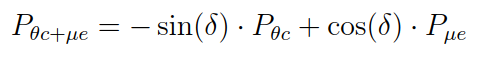 P_{θc+μe} = − sin(δ) · P_{θc} + cos(δ) · P_{μe}